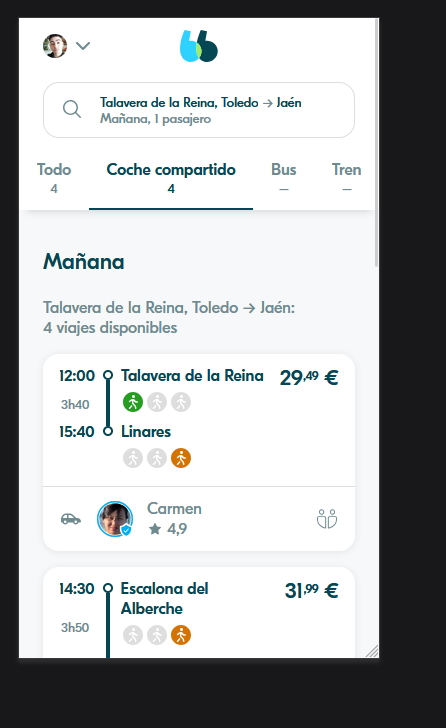 Talavera de la Reina, Toledo → Jaén
Mañana, 1 pasajero
Todo
4
Coche compartido
4
Bus
—
Tren
—
Mañana
Talavera de la Reina, Toledo → Jaén:
4 viajes disponibles
12:00 Talavera de la Reina 29,49 €
3h40
15:40 Linares
Carmen
★ 4,9
14:30 Escalona del
Alberche
31,99 €
3h50